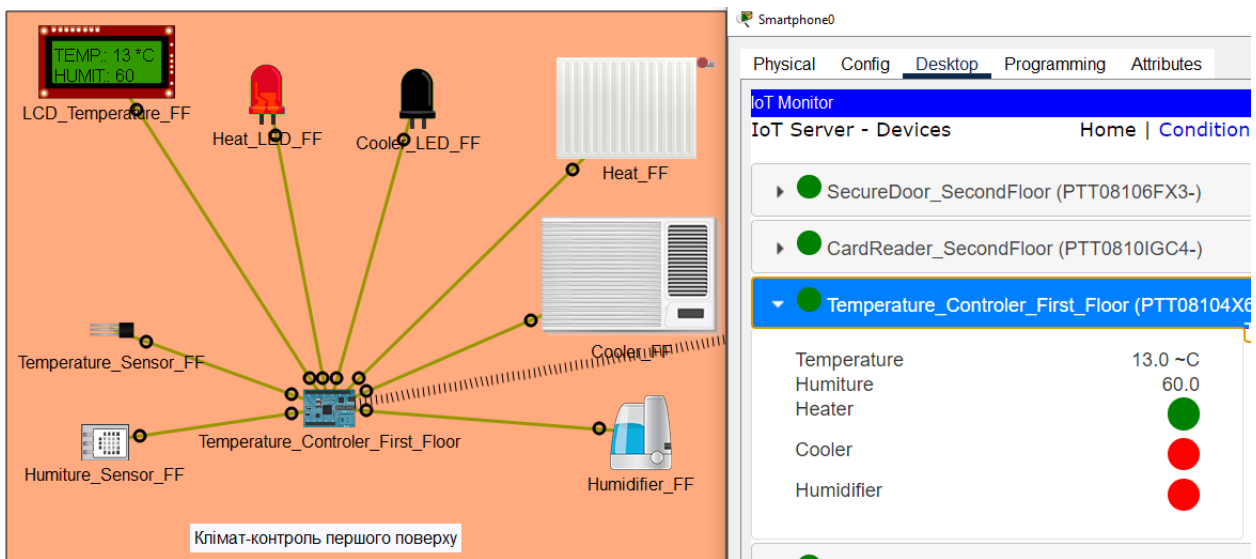 TEMP.: 13 *C
HUMIT.: 60
LCD_Temperature_FF
Heat_LED_FF
Cooler_LED_FF
Heat_FF
Cooler_FF
Temperature_Sensor_FF
Temperature_Controler_First_Floor
Humiture_Sensor_FF
Humidifier_FF
Клімат-контроль першого поверху
Smartphone0
Physical Config Desktop Programming Attributes
IoT Monitor
IoT Server - Devices Home | Condition
SecureDoor_SecondFloor (PTT08106FX3-)
CardReader_SecondFloor (PTT0810IGC4-)
Temperature_Controler_First_Floor (PTT08104X6
Temperature 13.0 ~C
Humiture 60.0
Heater
Cooler
Humidifier